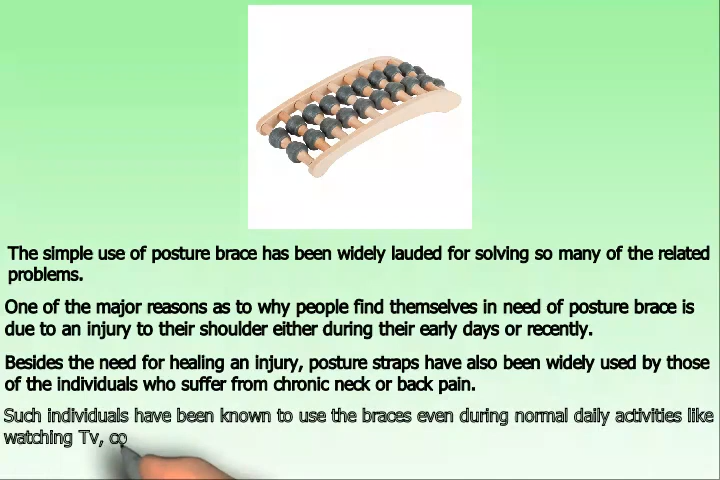 The simple use of posture brace has been widely lauded for solving so many of the related
problems.
One of the major reasons as to why people find themselves in need of posture brace is
due to an injury to their shoulder either during their early days or recently.
Besides the need for healing an injury, posture straps have also been widely used by those
of the individuals who suffer from chronic neck or back pain.
Such individuals have been known to use the braces even during normal daily activities like
watching Tv, co